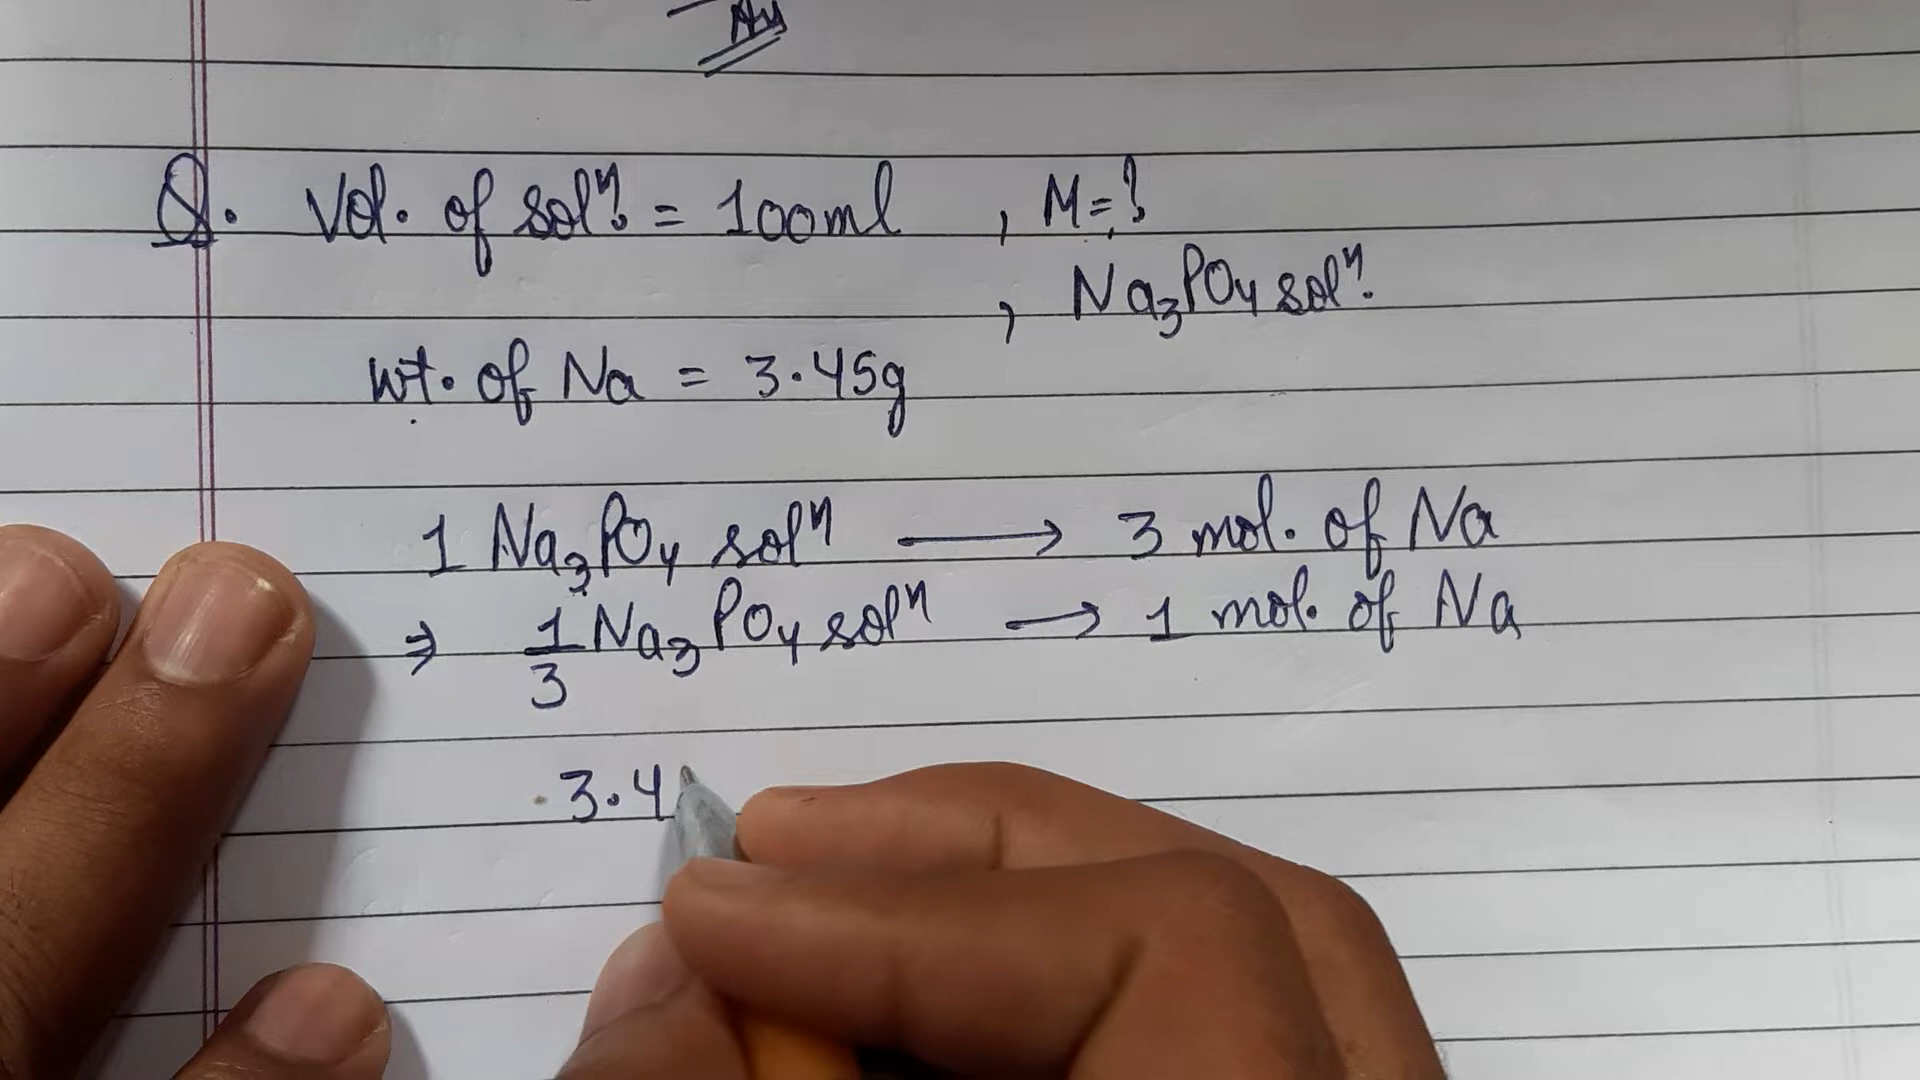 Ans
Q. Vol. of solⁿ. = 100ml , M = ?
, Na₃PO₄ solⁿ.
wt. of Na = 3.45g
1 Na₃PO₄ solⁿ ⟶ 3 mol. of Na
⇒ 1/3 Na₃PO₄ solⁿ → 1 mol. of Na
3.4